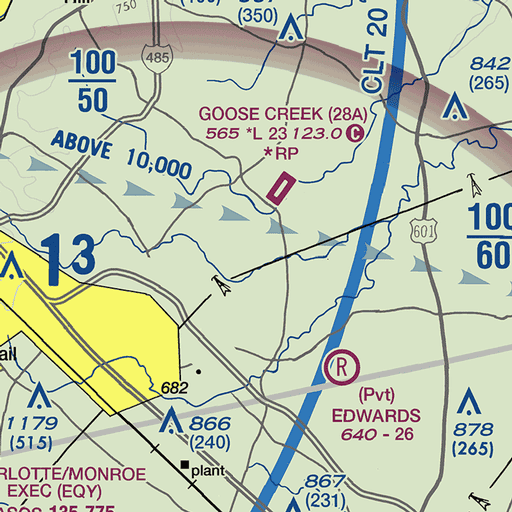 750
(350)
CLT 20
485
100
50
842
(265)
GOOSE CREEK (28A)
565 *L 23 123.0 C
*RP
ABOVE 10,000
601
100
60
13
R
(Pvt)
EDWARDS
640 - 26
682
1179
(515)
866
(240)
878
(265)
plant
867
(231)
RLOTTE/MONROE
EXEC (EQY)
135.775